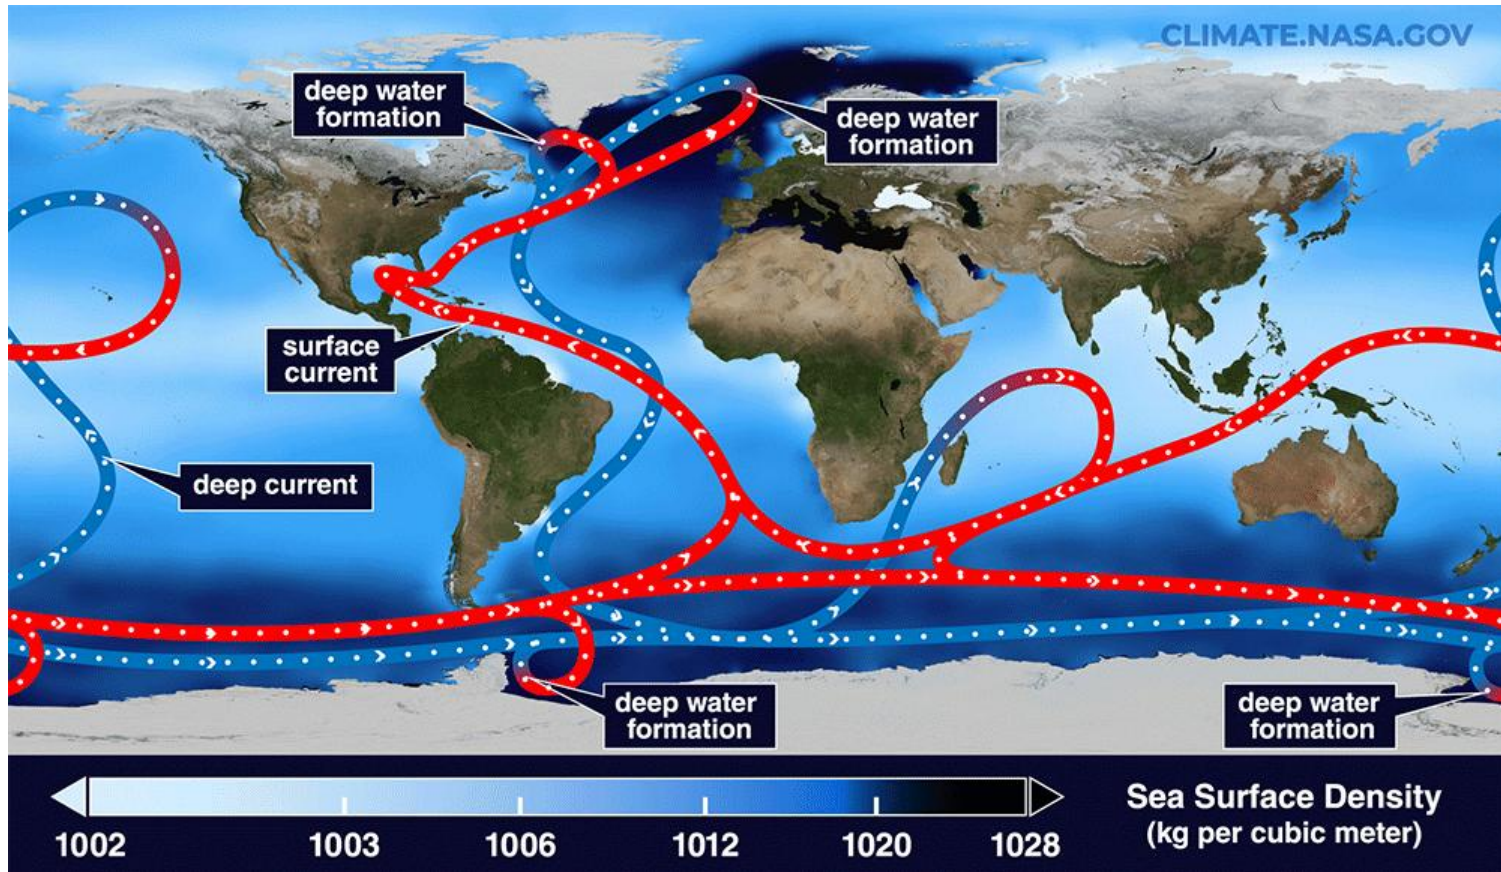 CLIMATE.NASA.GOV
deep water
formation
deep water
formation
surface
current
deep current
deep water
formation
deep water
formation
1002
1003
1006
1012
1020
1028
Sea Surface Density
(kg per cubic meter)